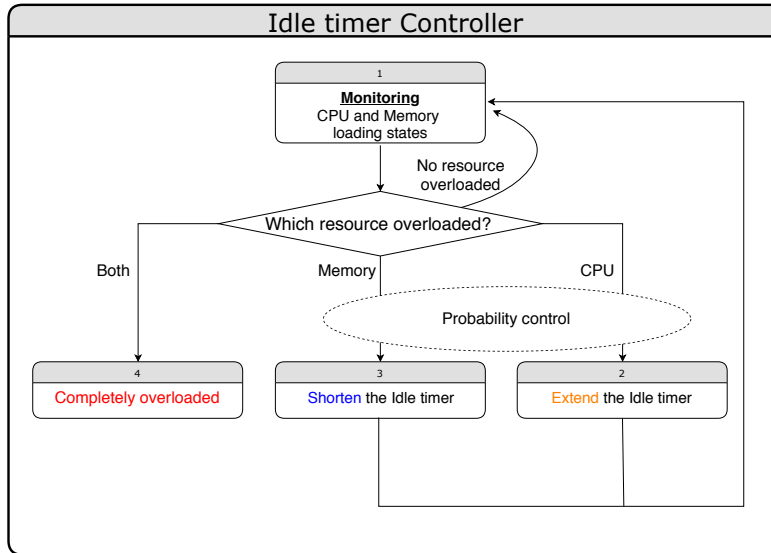 Idle timer Controller
1
Monitoring
CPU and Memory
loading states
No resource
overloaded
Which resource overloaded?
Both
Memory
CPU
Probability control
4
Completely overloaded
3
Shorten the Idle timer
2
Extend the Idle timer